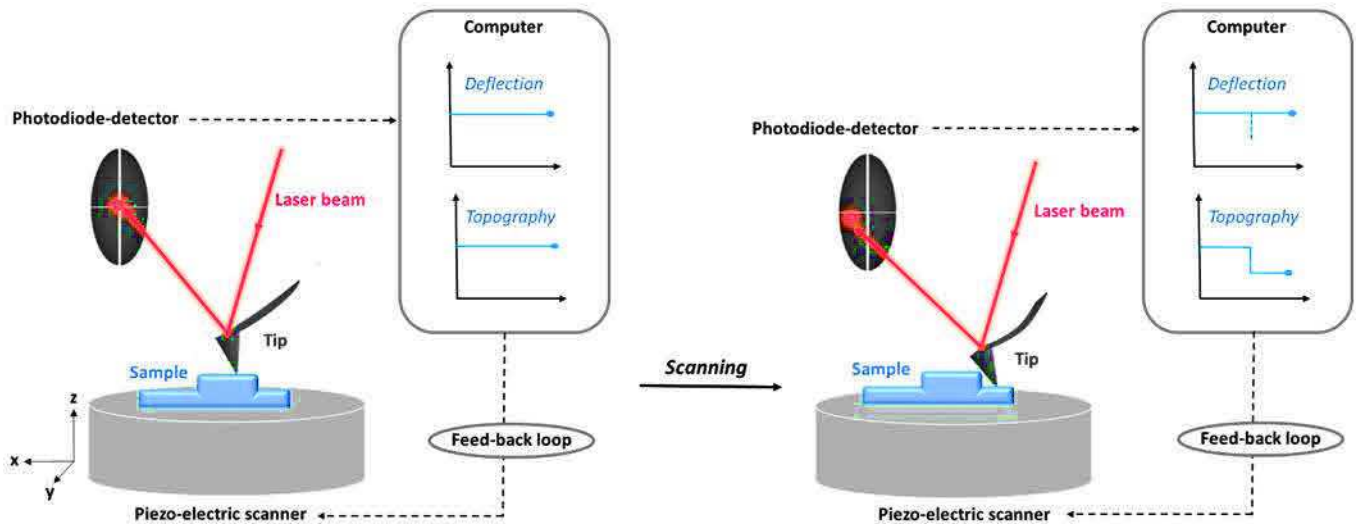 Computer
Deflection
Photodiode-detector
Laser beam
Topography
Tip
Sample
z
x
y
Feed-back loop
Piezo-electric scanner
Scanning
Computer
Deflection
Photodiode-detector
Laser beam
Topography
Tip
Sample
Feed-back loop
Piezo-electric scanner